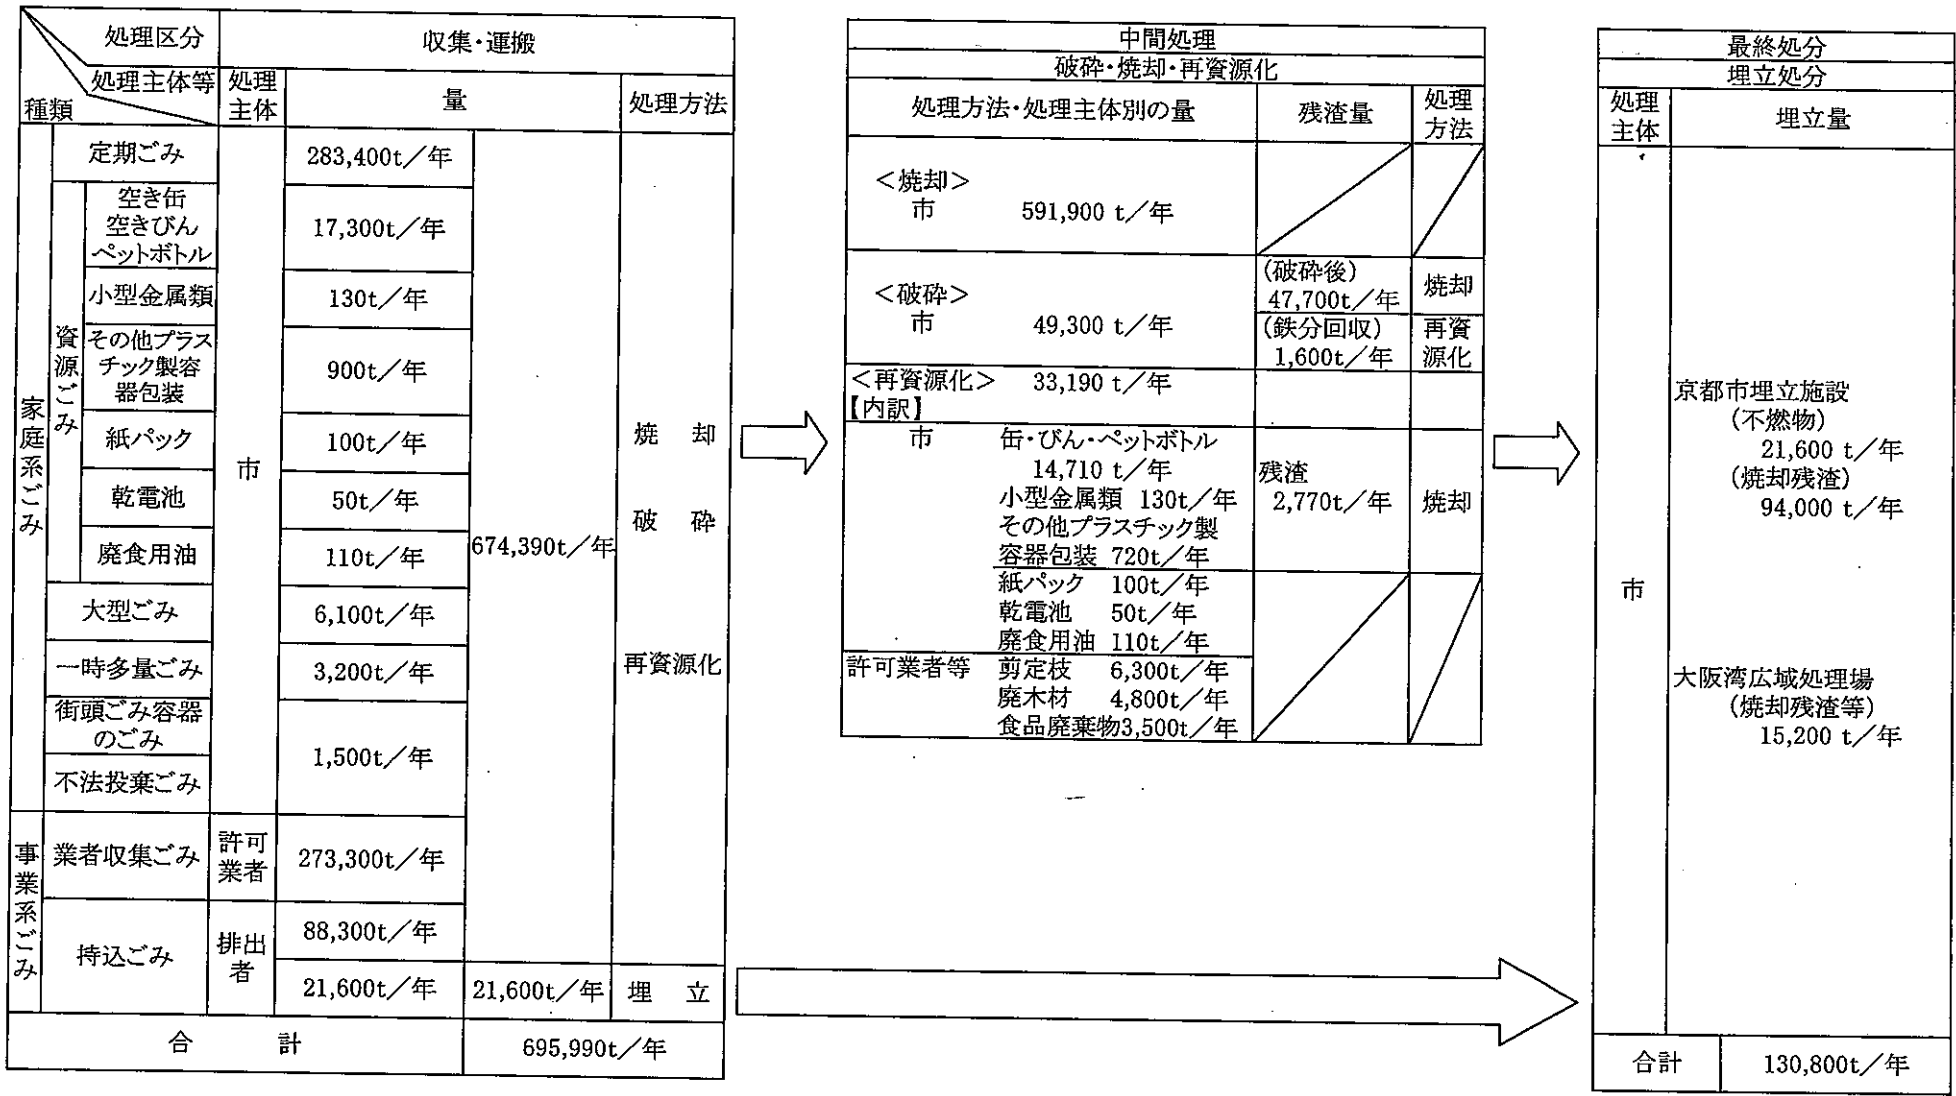 処理区分
収集・運搬
処理主体等
種類
処理
主体
量
処理方法
家庭系ごみ
定期ごみ
283,400t／年
資源ごみ
空き缶
空きびん
ペットボトル
17,300t／年
小型金属類
130t／年
その他プラス
チック製容
器包装
900t／年
紙パック
100t／年
乾電池
50t／年
廃食用油
110t／年
大型ごみ
6,100t／年
一時多量ごみ
3,200t／年
街頭ごみ容器
のごみ
不法投棄ごみ
1,500t／年
市
674,390t／年
焼　却
破　砕
再資源化
事業系ごみ
業者収集ごみ
許可
業者
273,300t／年
持込ごみ
排出
者
88,300t／年
21,600t／年
21,600t／年
埋　立
合　　　計
695,990t／年
中間処理
破砕・焼却・再資源化
処理方法・処理主体別の量
残渣量
処理
方法
＜焼却＞
市　591,900 t／年
＜破砕＞
市　49,300 t／年
(破砕後)
47,700t／年
焼却
(鉄分回収)
1,600t／年
再資
源化
＜再資源化＞　33,190 t／年
【内訳】
市　缶・びん・ペットボトル
14,710 t／年
小型金属類　130t／年
その他プラスチック製
容器包装　720t／年
残渣
2,770t／年
焼却
紙パック　100t／年
乾電池　50t／年
廃食用油　110t／年
許可業者等　剪定枝　6,300t／年
廃木材　4,800t／年
食品廃棄物3,500t／年
最終処分
埋立処分
処理
主体
埋立量
市
京都市埋立施設
(不燃物)
21,600 t／年
(焼却残渣)
94,000 t／年
大阪湾広域処理場
(焼却残渣等)
15,200 t／年
合計
130,800t／年